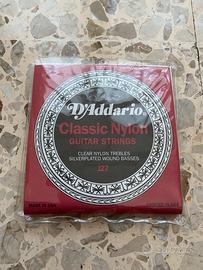 D'Addario
Classic Nylon
GUITAR STRINGS
CLEAR NYLON TREBLES
SILVERPLATED WOUND BASSES
J27
MADE IN USA